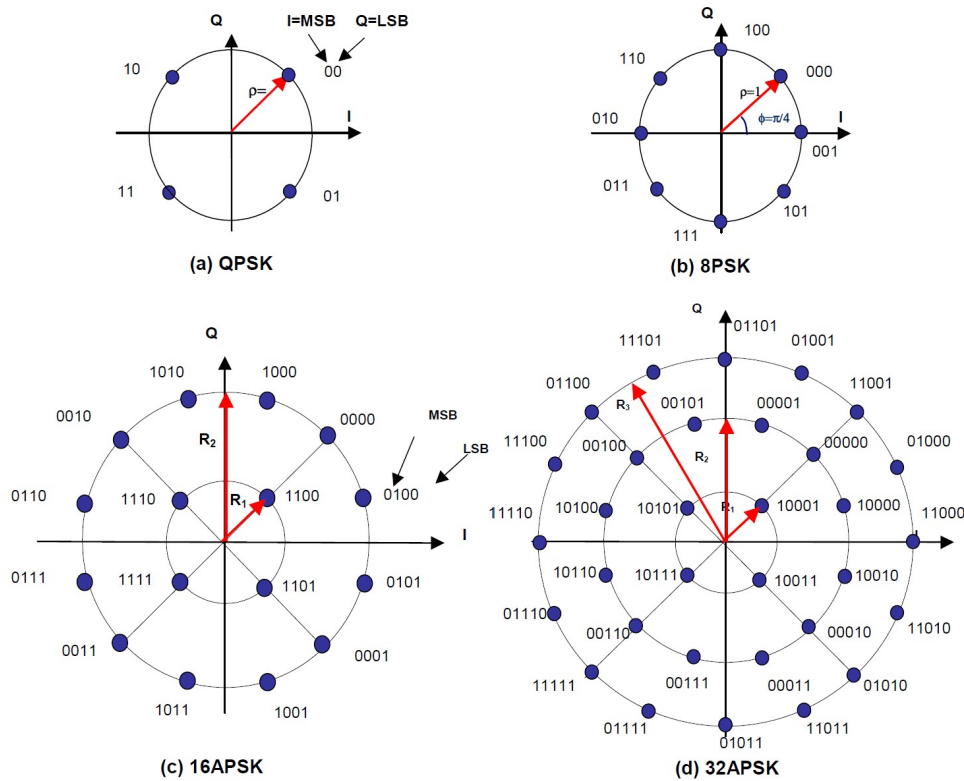 Q
I=MSB Q=LSB
10
00
ρ=
I
11
01
(a) QPSK
Q
100
110
000
ρ=1
I
010
ϕ=π/4
001
011
101
111
(b) 8PSK
Q
1010
1000
0010
0000
MSB
R2
LSB
0110
1110
R1
1100
0100
I
0111
1111
1101
0101
0011
0001
1011
1001
(c) 16APSK
Q
01101
11101
01001
01100
11001
R3
00101
00001
11100
00100
R2
00000
01000
10100
10101
R1
10001
10000
11110
11000
I
10110
10111
10011
10010
01110
00110
00010
11010
00111
00011
11111
01010
01111
01011
11011
(d) 32APSK